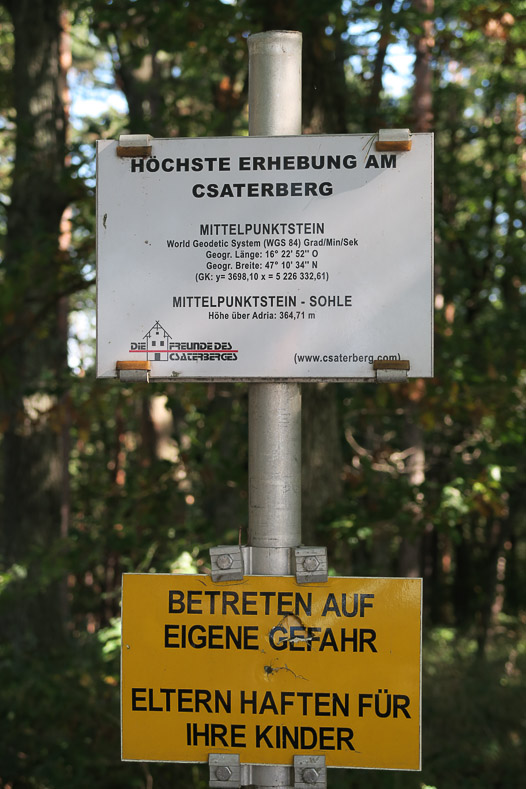 HÖCHSTE ERHEBUNG AM
CSATERBERG
MITTELPUNKTSTEIN
World Geodetic System (WGS 84) Grad/Min/Sek
Geogr. Länge: 16° 22' 52'' O
Geogr. Breite: 47° 10' 34'' N
(GK: y= 3698,10 x = 5 226 332,61)
MITTELPUNKTSTEIN - SOHLE
Höhe über Adria: 364,71 m
DIE FREUNDE DES
CSATERBERGES
(www.csaterberg.com)
BETRETEN AUF
EIGENE GEFAHR
ELTERN HAFTEN FÜR
IHRE KINDER